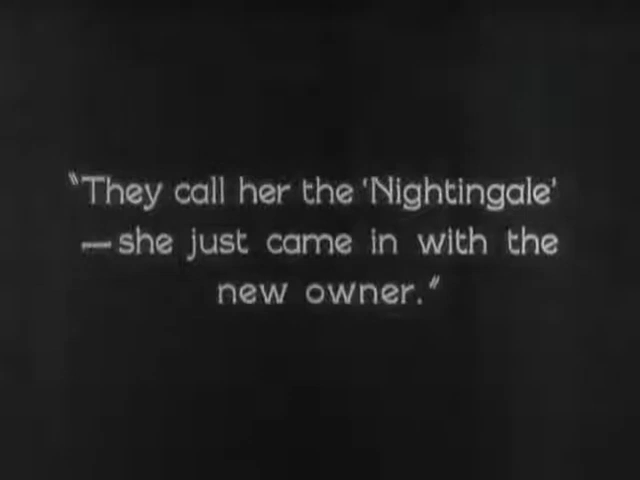 "They call her the 'Nightingale'
—she just came in with the
new owner."